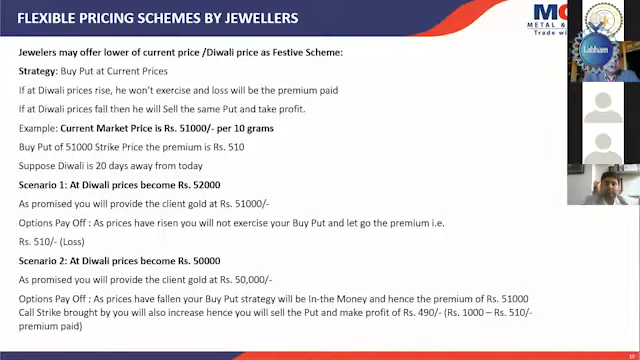 FLEXIBLE PRICING SCHEMES BY JEWELLERS
Jewelers may offer lower of current price /Diwali price as Festive Scheme:
Strategy: Buy Put at Current Prices
If at Diwali prices rise, he won't exercise and loss will be the premium paid
If at Diwali prices fall then he will Sell the same Put and take profit.
Example: Current Market Price is Rs. 51000/- per 10 grams
Buy Put of 51000 Strike Price the premium is Rs. 510
Suppose Diwali is 20 days away from today
Scenario 1: At Diwali prices become Rs. 52000
As promised you will provide the client gold at Rs. 51000/-
Options Pay Off : As prices have risen you will not exercise your Buy Put and let go the premium i.e.
Rs. 510/- (Loss)
Scenario 2: At Diwali prices become Rs. 50000
As promised you will provide the client gold at Rs. 50,000/-
Options Pay Off : As prices have fallen your Buy Put strategy will be In-the Money and hence the premium of Rs. 51000
Call Strike brought by you will also increase hence you will sell the Put and make profit of Rs. 490/- (Rs. 1000 – Rs. 510/-
premium paid)
METAL &
Trade wi
Labham